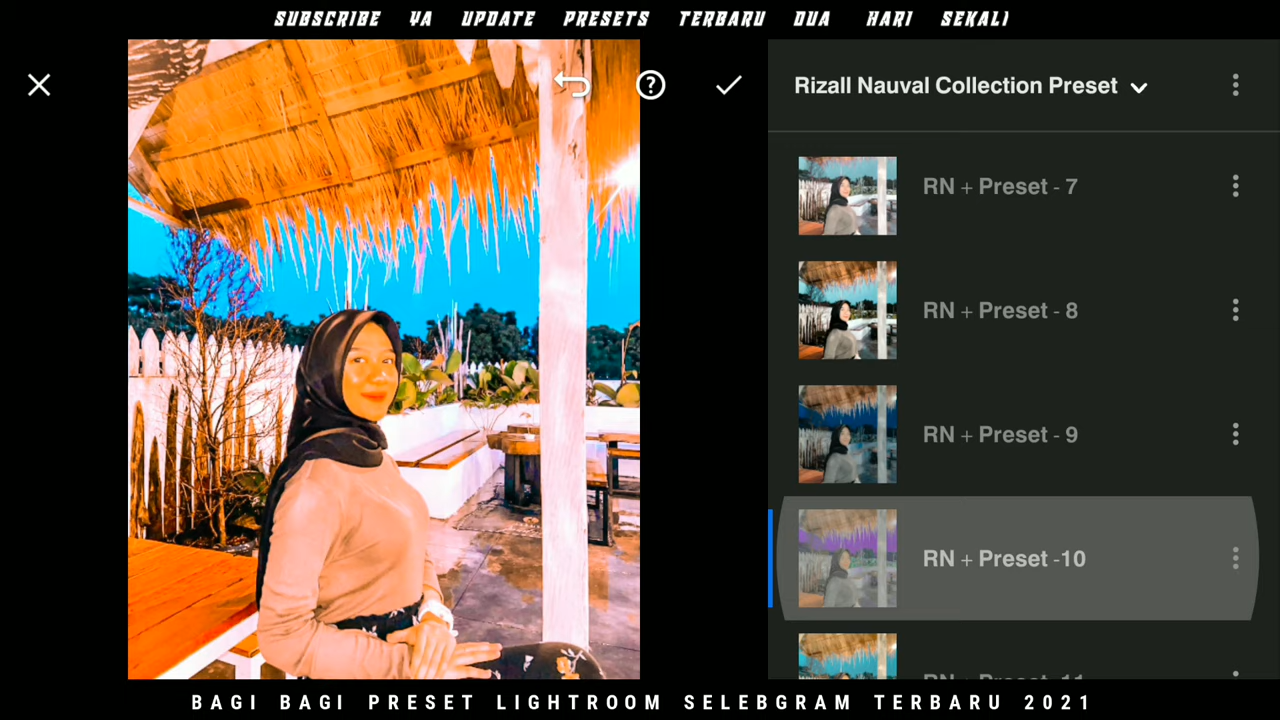 SUBSCRIBE YA UPDATE PRESETS TERBARU DUA HARI SEKALI
Rizall Nauval Collection Preset
RN + Preset - 7
RN + Preset - 8
RN + Preset - 9
RN + Preset -10
BAGI BAGI PRESET LIGHTROOM SELEBGRAM TERBARU 2021